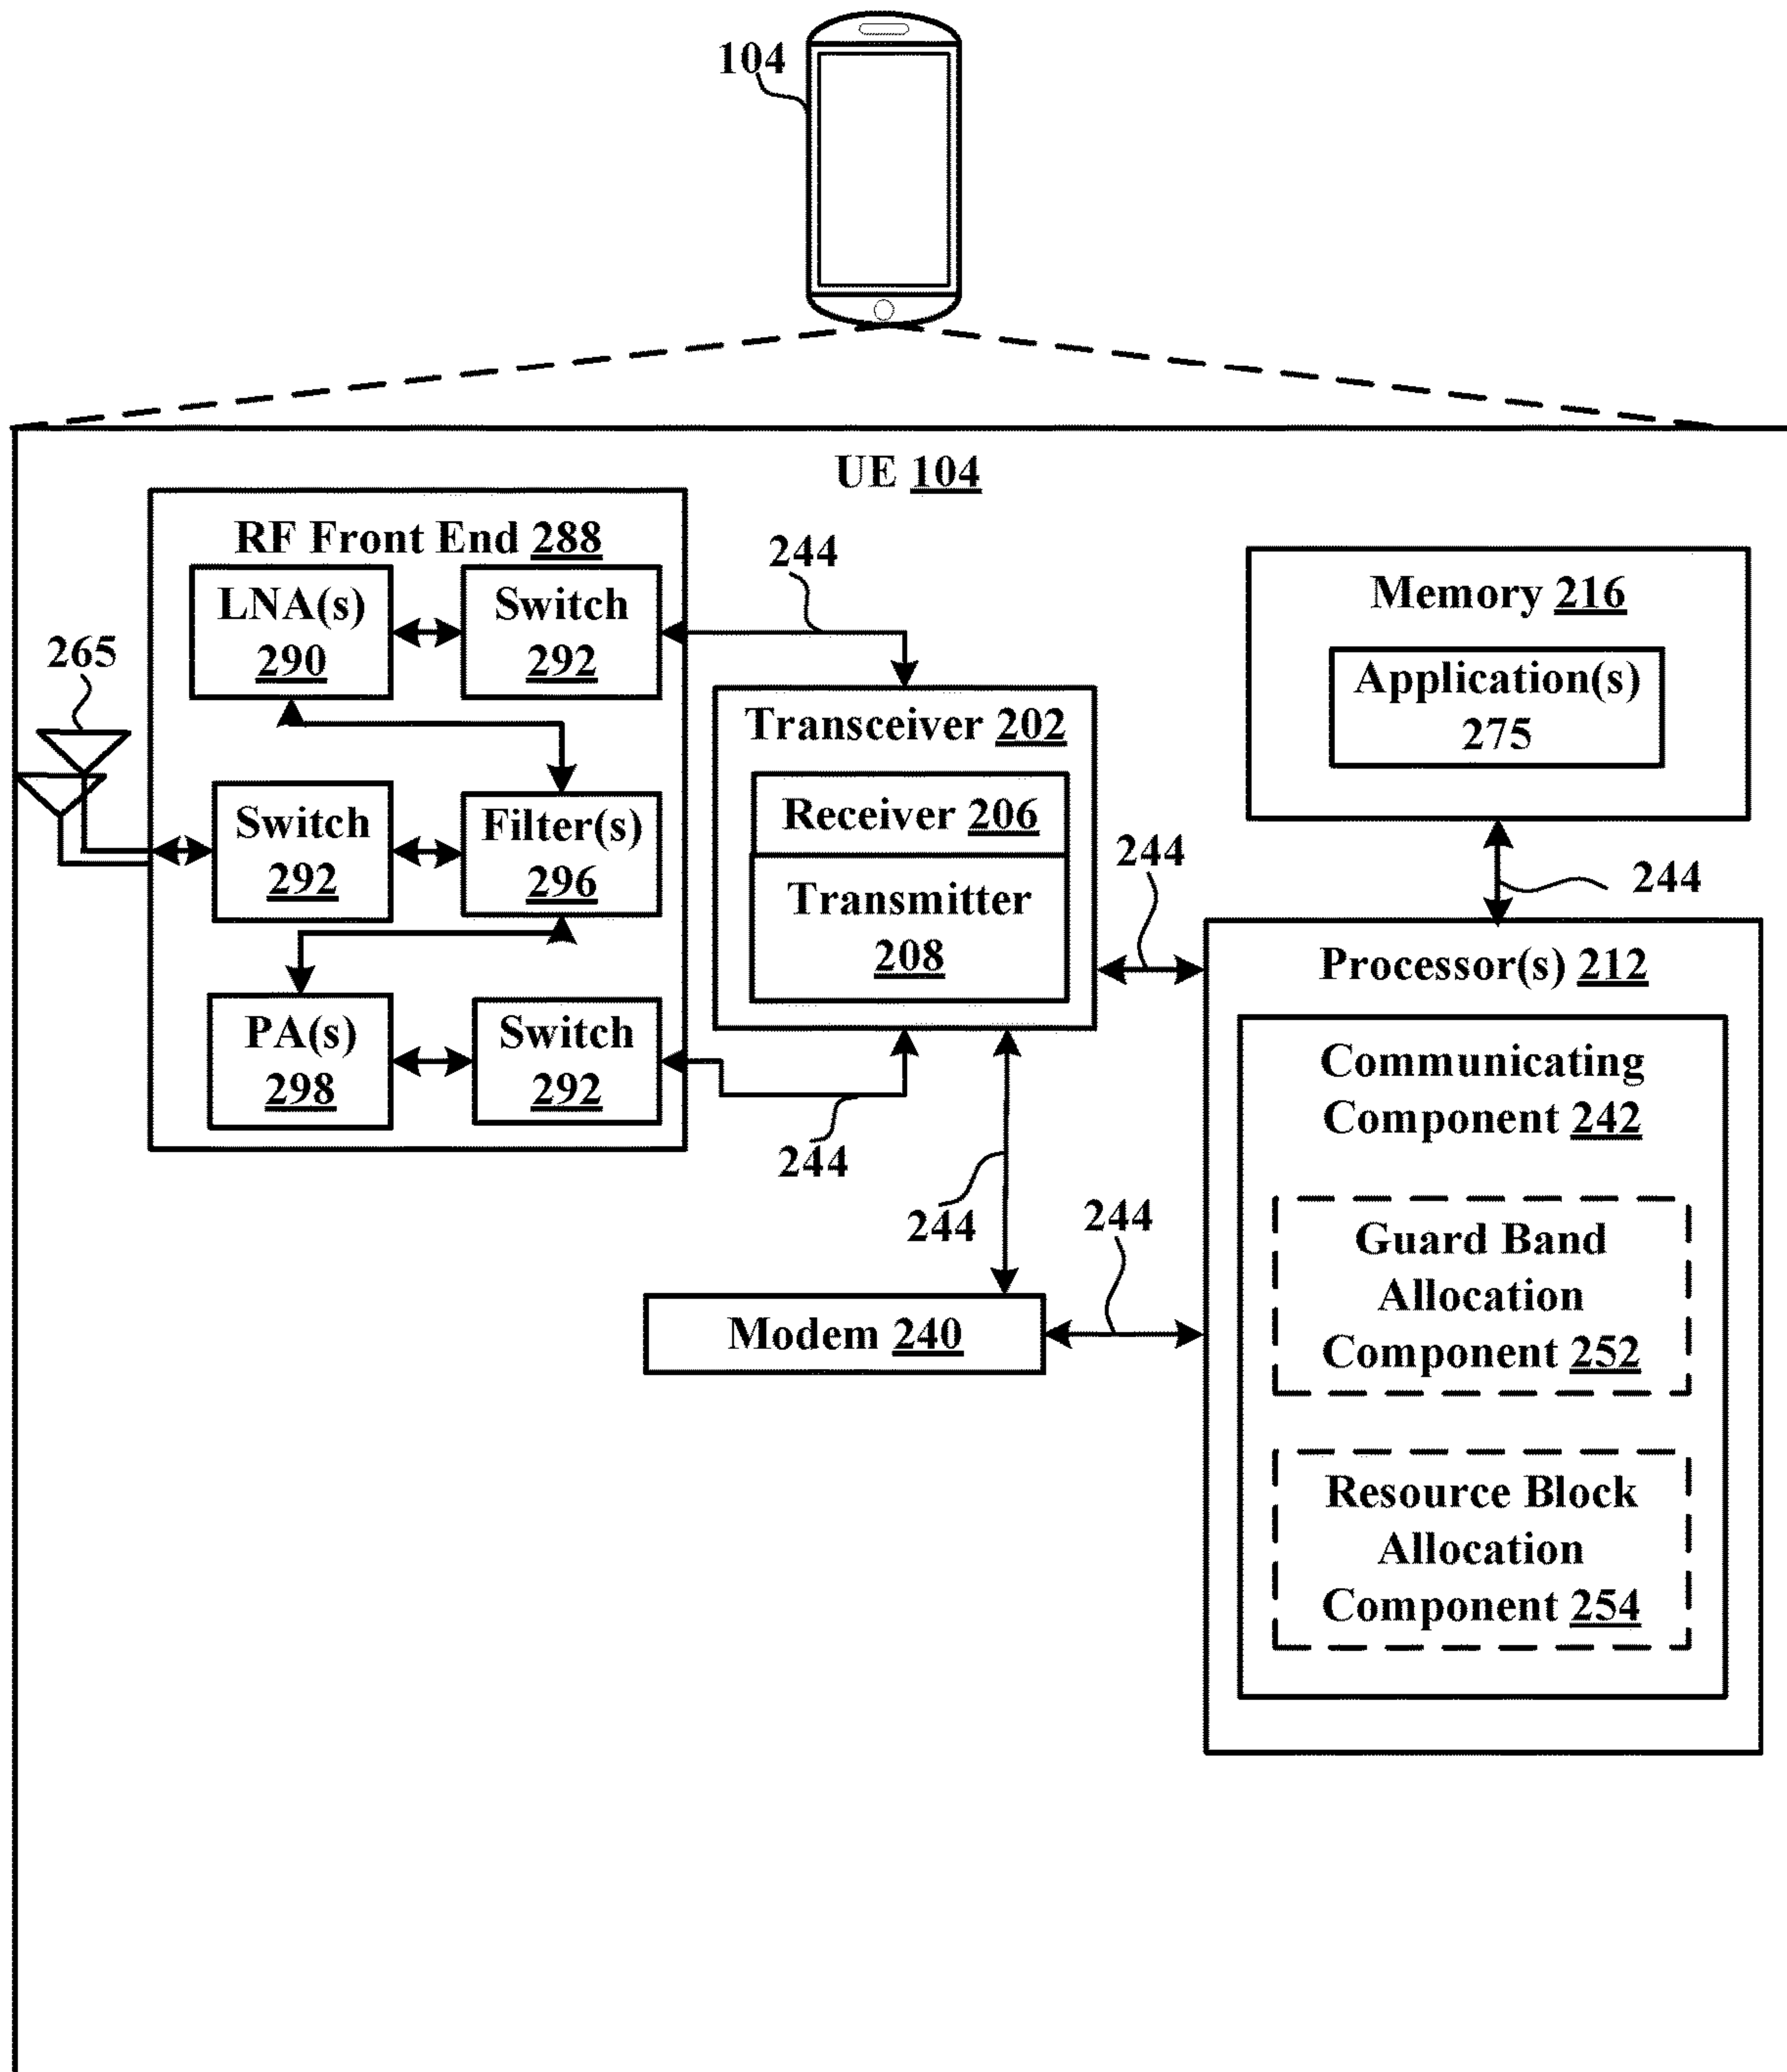 104
UE 104
RF Front End 288
LNA(s)
290
Switch
292
244
265
Switch
292
Filter(s)
296
PA(s)
298
Switch
292
244
Transceiver 202
Receiver 206
Transmitter
208
244
Memory 216
Application(s)
275
244
Processor(s) 212
Communicating
Component 242
Guard Band
Allocation
Component 252
Resource Block
Allocation
Component 254
244
244
Modem 240